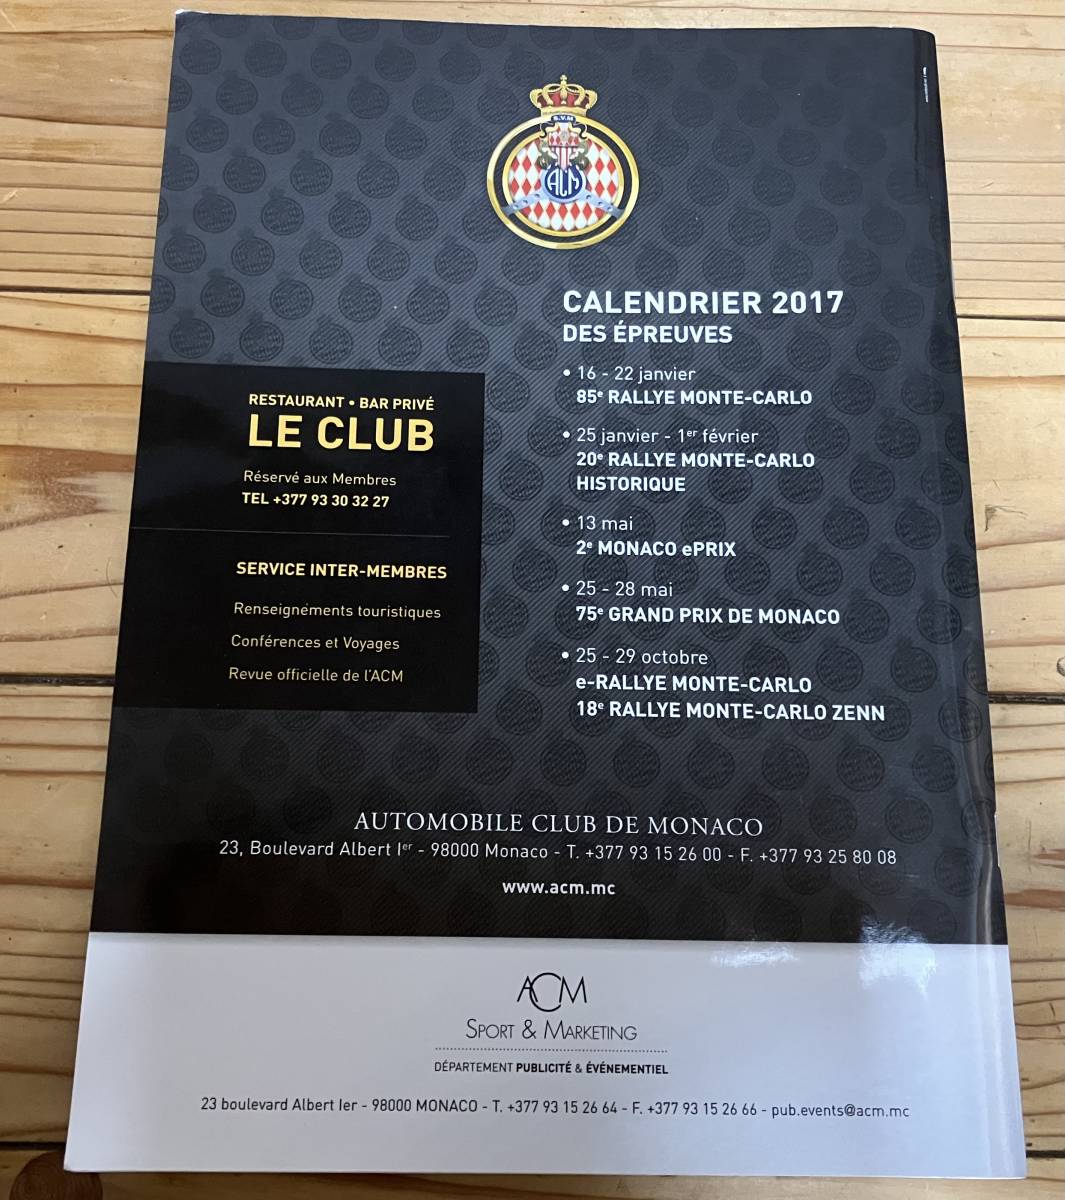 S.V.M
ACM
CALENDRIER 2017
DES ÉPREUVES
• 16 - 22 janvier
85e RALLYE MONTE-CARLO
• 25 janvier - 1er février
20e RALLYE MONTE-CARLO
HISTORIQUE
• 13 mai
2e MONACO ePRIX
• 25 - 28 mai
75e GRAND PRIX DE MONACO
• 25 - 29 octobre
e-RALLYE MONTE-CARLO
18e RALLYE MONTE-CARLO ZENN
RESTAURANT • BAR PRIVÉ
LE CLUB
Réservé aux Membres
TEL +377 93 30 32 27
SERVICE INTER-MEMBRES
Renseignements touristiques
Conférences et Voyages
Revue officielle de l'ACM
AUTOMOBILE CLUB DE MONACO
23, Boulevard Albert Ier - 98000 Monaco - T. +377 93 15 26 00 - F. +377 93 25 80 08
www.acm.mc
ACM
SPORT & MARKETING
DÉPARTEMENT PUBLICITÉ & ÉVÉNEMENTIEL
23 boulevard Albert Ier - 98000 MONACO - T. +377 93 15 26 64 - F. +377 93 15 26 66 - pub.events@acm.mc